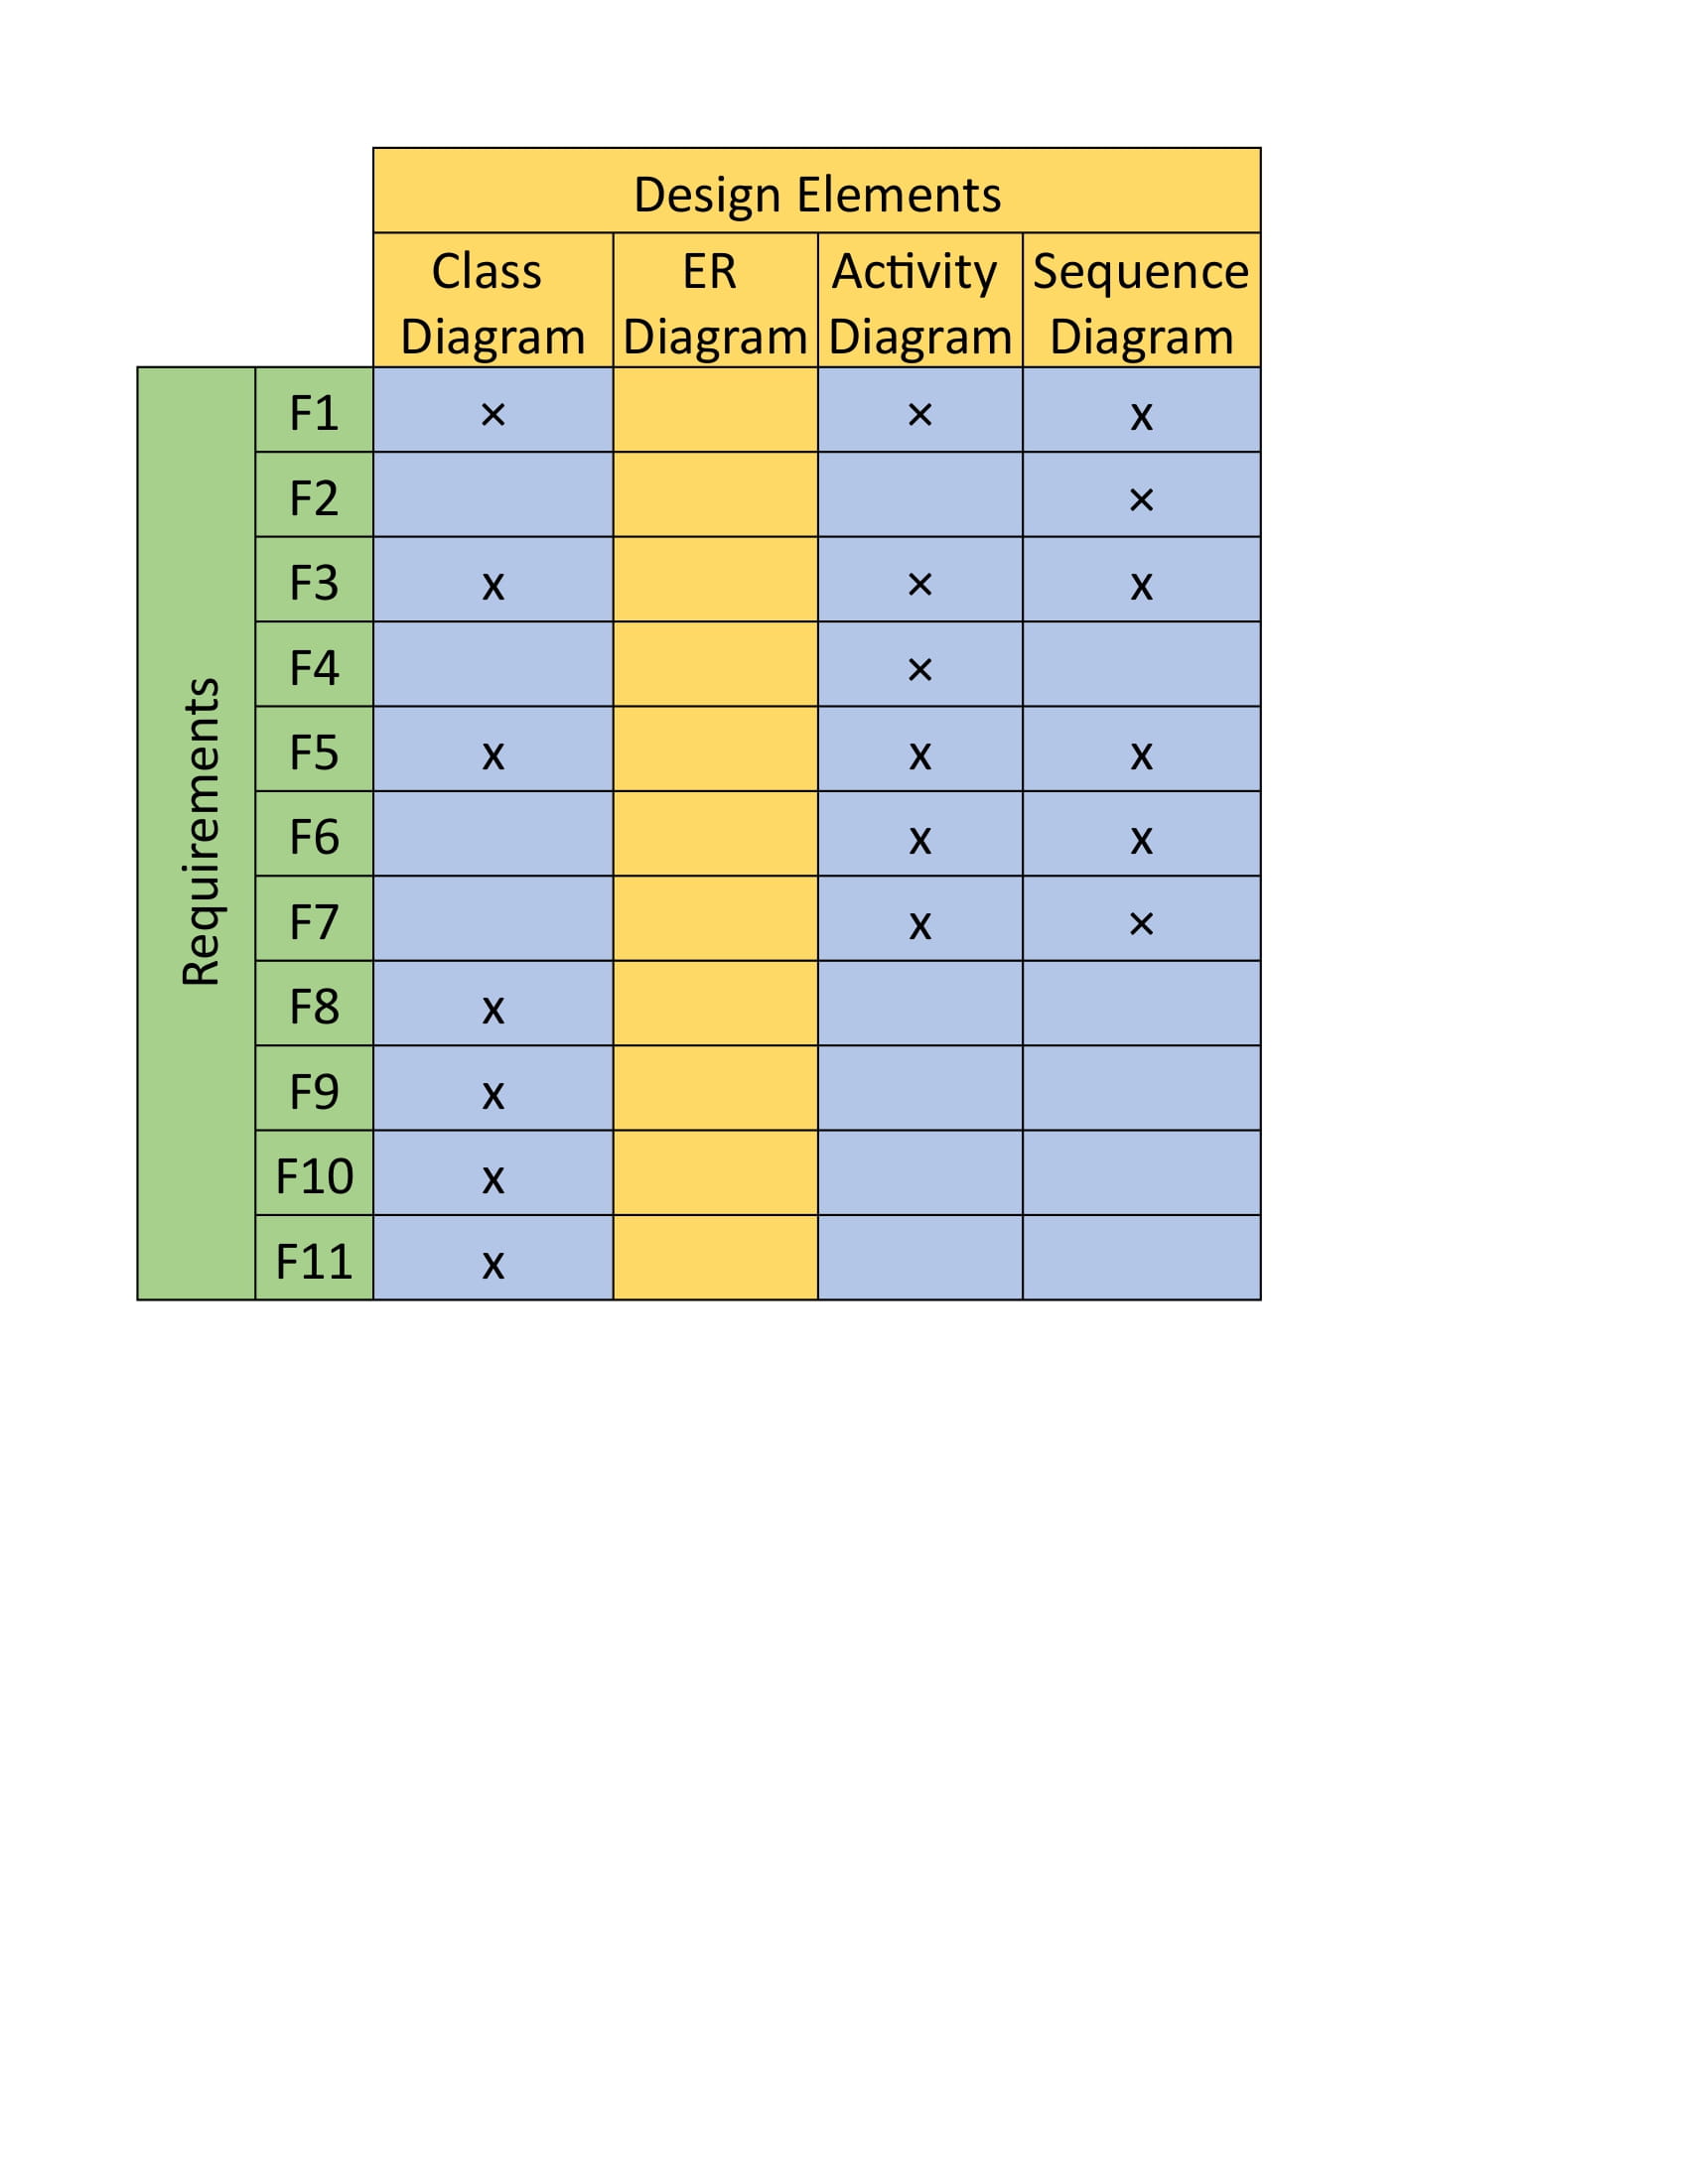 Design Elements
Class Diagram ER Diagram Activity Diagram Sequence Diagram
Requirements
F1 × × x
F2 ×
F3 x × x
F4 ×
F5 x x x
F6 x x
F7 x ×
F8 x
F9 x
F10 x
F11 x